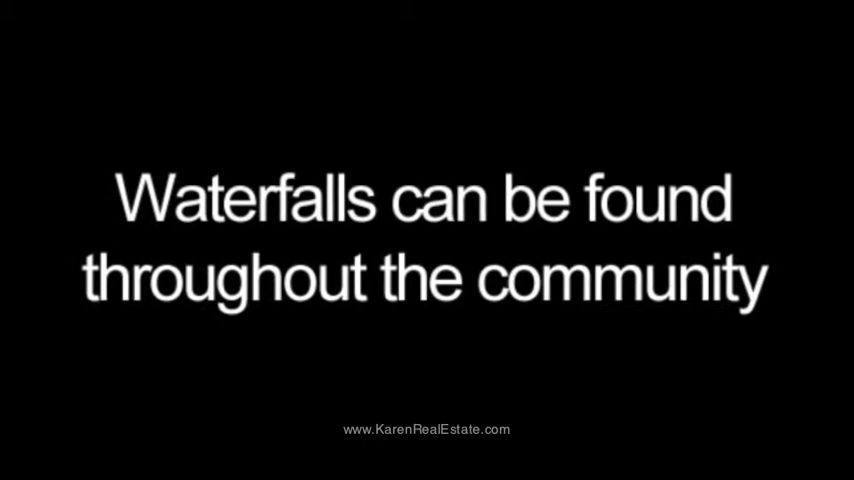 Waterfalls can be found
throughout the community
www.KarenRealEstate.com